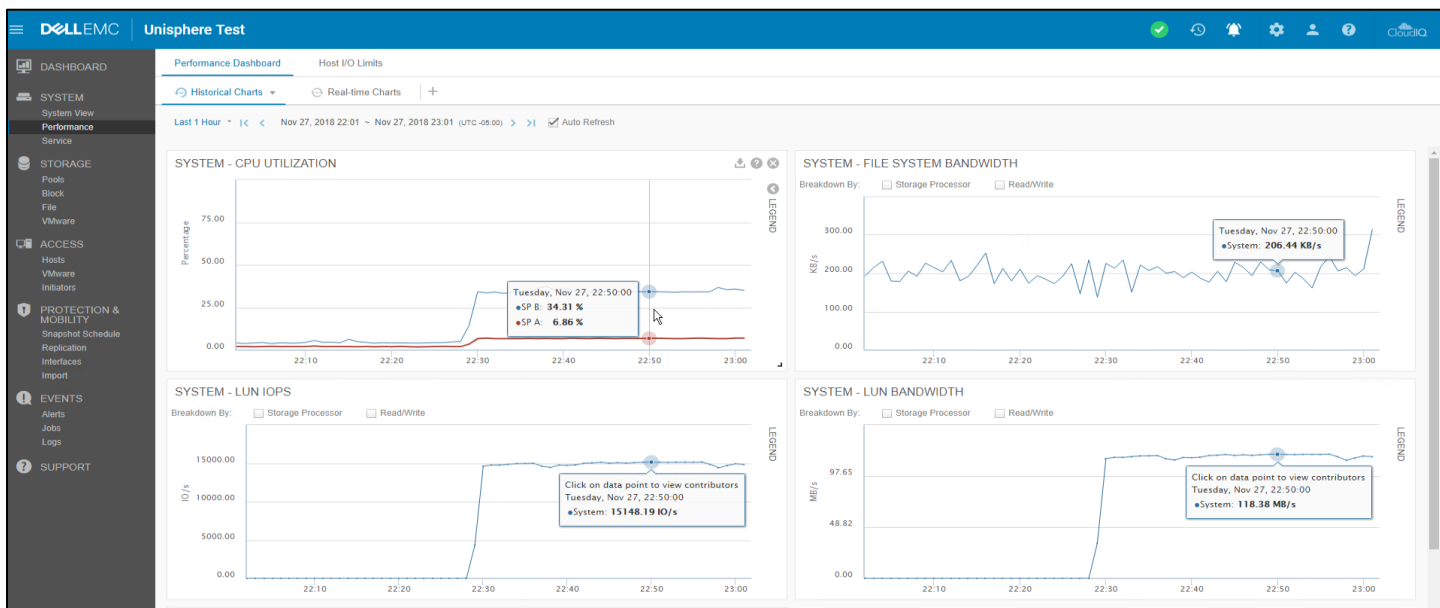 DELLEMC Unisphere Test CloudIQ
DASHBOARD
SYSTEM
System View
Performance
Service
STORAGE
Pools
Block
File
VMware
ACCESS
Hosts
VMware
Initiators
PROTECTION &
MOBILITY
Snapshot Schedule
Replication
Interfaces
Import
EVENTS
Alerts
Jobs
Logs
SUPPORT
Performance Dashboard Host I/O Limits
Historical Charts Real-time Charts
Last 1 Hour Nov 27, 2018 22:01 ~ Nov 27, 2018 23:01 (UTC -05:00) Auto Refresh
SYSTEM - CPU UTILIZATION
LEGEND
Percentage
75.00
50.00
25.00
0.00
Tuesday, Nov 27, 22:50:00
SP B: 34.31 %
SP A: 6.86 %
22:10 22:20 22:30 22:40 22:50 23:00
SYSTEM - FILE SYSTEM BANDWIDTH
Breakdown By: Storage Processor Read/Write
LEGEND
KB/s
300.00
200.00
100.00
0.00
Tuesday, Nov 27, 22:50:00
System: 206.44 KB/s
22:10 22:20 22:30 22:40 22:50 23:00
SYSTEM - LUN IOPS
Breakdown By: Storage Processor Read/Write
LEGEND
IO/s
15000.00
10000.00
5000.00
0.00
Click on data point to view contributors
Tuesday, Nov 27, 22:50:00
System: 15148.19 IO/s
22:10 22:20 22:30 22:40 22:50 23:00
SYSTEM - LUN BANDWIDTH
Breakdown By: Storage Processor Read/Write
LEGEND
MB/s
97.65
48.82
0.00
Click on data point to view contributors
Tuesday, Nov 27, 22:50:00
System: 118.38 MB/s
22:10 22:20 22:30 22:40 22:50 23:00